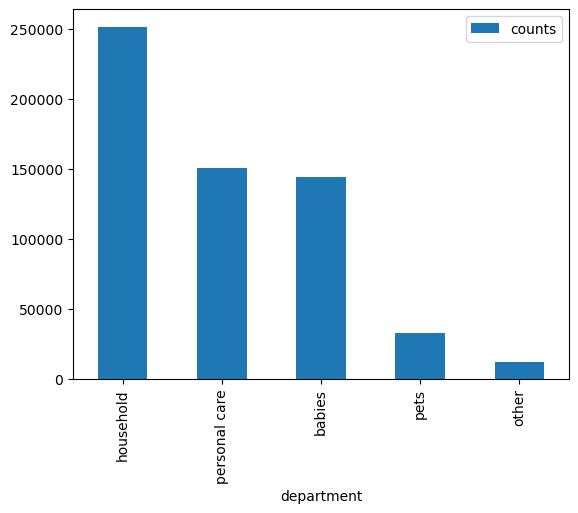 counts
250000
200000
150000
100000
50000
0
household
personal care
babies
pets
other
department